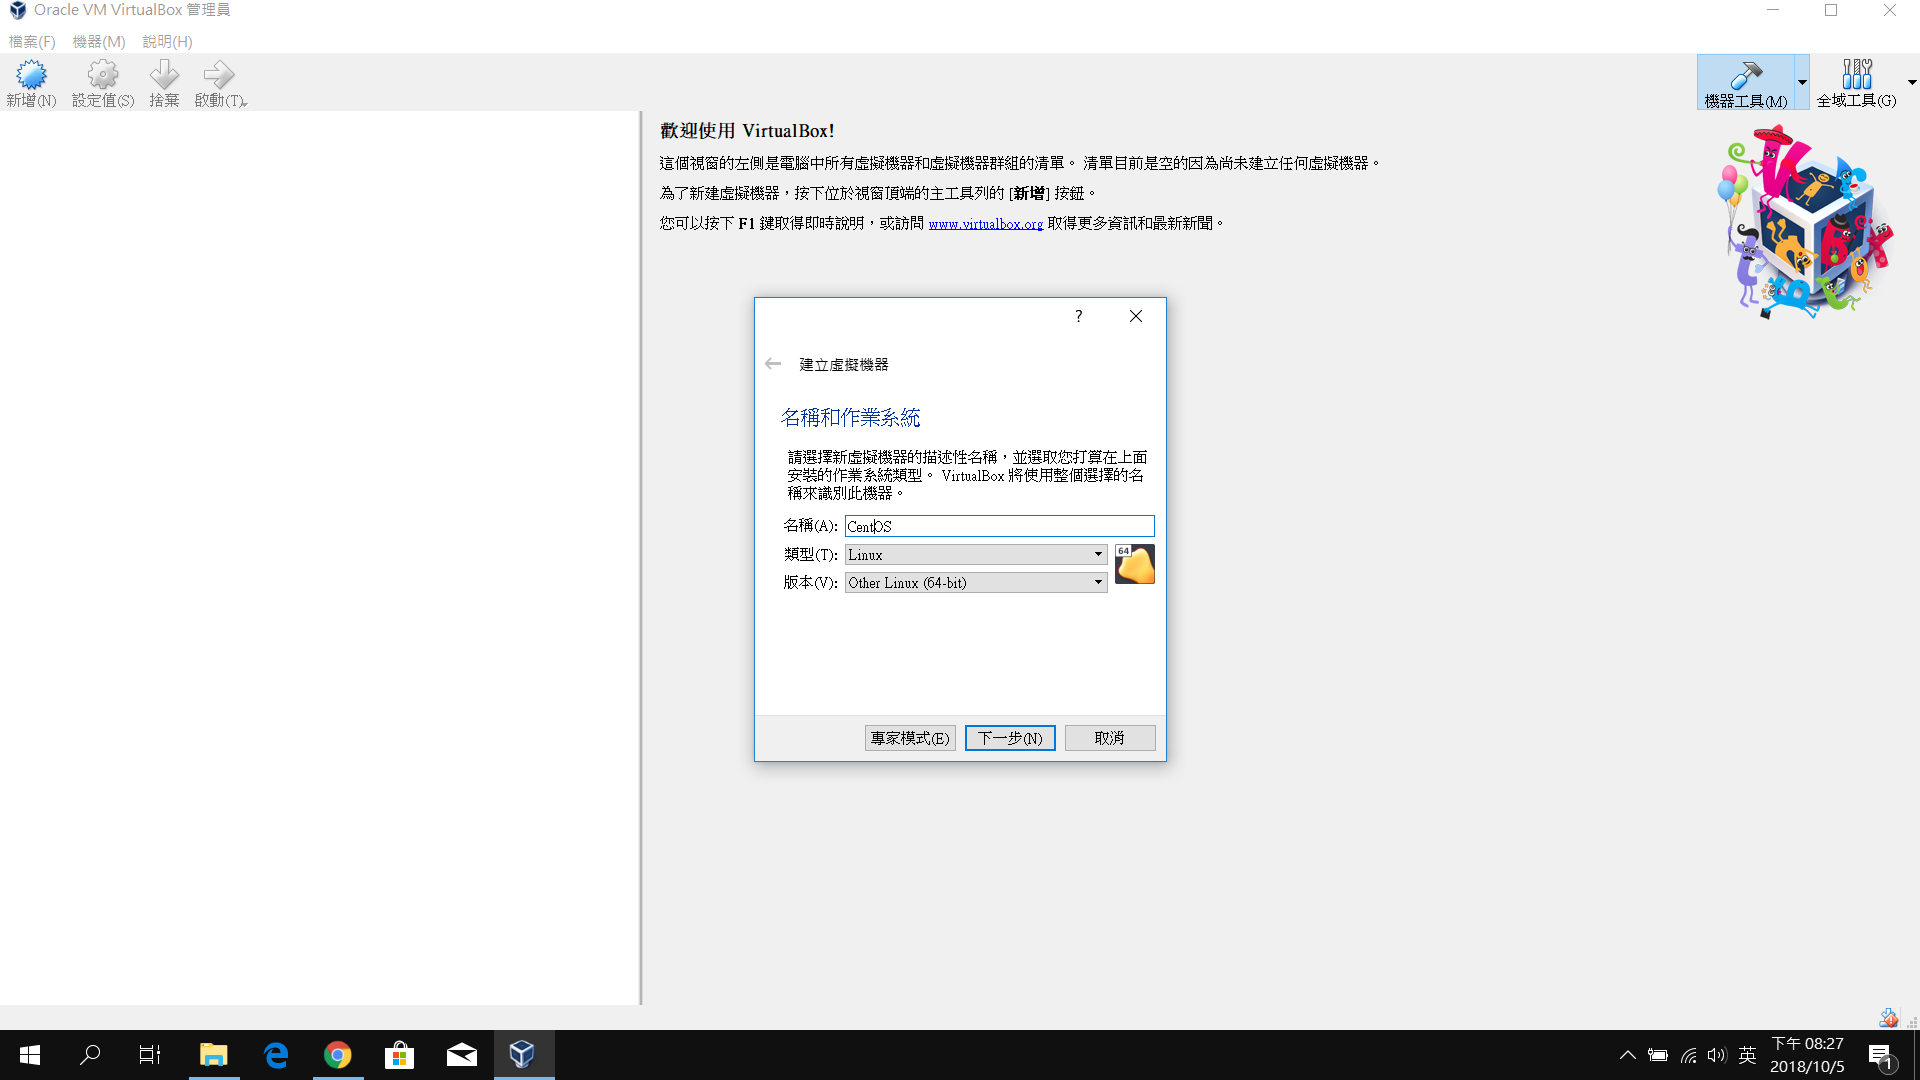 Oracle VM VirtualBox 管理員
檔案(F) 機器(M) 說明(H)
新增(N) 設定值(S) 捨棄 啟動(T)
機器工具(M) 全域工具(G)
歡迎使用 VirtualBox!
這個視窗的左側是電腦中所有虛擬機器和虛擬機器群組的清單。 清單目前是空的因為尚未建立任何虛擬機器。
為了新建虛擬機器，按下位於視窗頂端的主工具列的 [新增] 按鈕。
您可以按下 F1 鍵取得即時說明，或訪問 www.virtualbox.org 取得更多資訊和最新新聞。
?
建立虛擬機器
名稱和作業系統
請選擇新虛擬機器的描述性名稱，並選取您打算在上面
安裝的作業系統類型。 VirtualBox 將使用整個選擇的名
稱來識別此機器。
名稱(A): CentOS
類型(T): Linux
64
版本(V): Other Linux (64-bit)
專家模式(E) 下一步(N) 取消
英
下午 08:27
2018/10/5
1